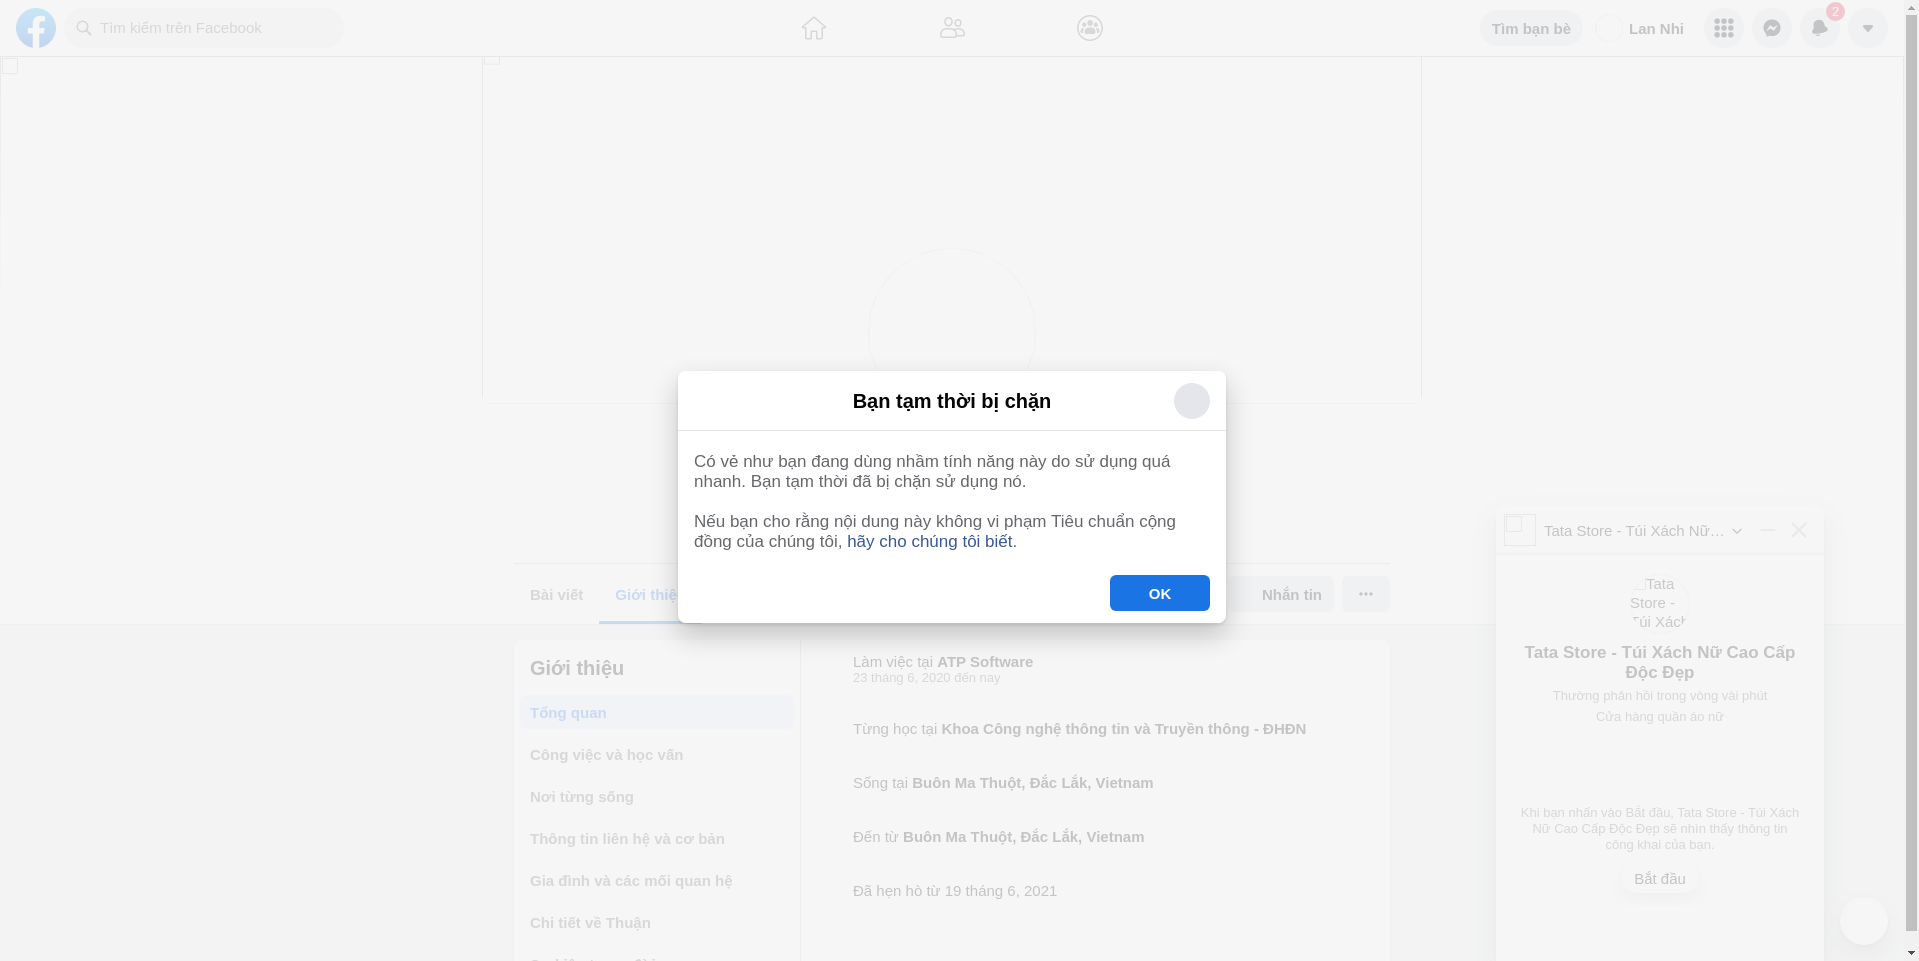 Tìm kiếm trên Facebook
Tìm bạn bè
Lan Nhi
2
Bạn tạm thời bị chặn
Có vẻ như bạn đang dùng nhầm tính năng này do sử dụng quá
nhanh. Bạn tạm thời đã bị chặn sử dụng nó.
Nếu bạn cho rằng nội dung này không vi phạm Tiêu chuẩn cộng
đồng của chúng tôi, hãy cho chúng tôi biết.
OK
Bài viết
Giới thiệ
Nhắn tin
Giới thiệu
Tổng quan
Công việc và học vấn
Nơi từng sống
Thông tin liên hệ và cơ bản
Gia đình và các mối quan hệ
Chi tiết về Thuận
Làm việc tại ATP Software
23 tháng 6, 2020 đến nay
Từng học tại Khoa Công nghệ thông tin và Truyền thông - ĐHĐN
Sống tại Buôn Ma Thuột, Đắc Lắk, Vietnam
Đến từ Buôn Ma Thuột, Đắc Lắk, Vietnam
Đã hẹn hò từ 19 tháng 6, 2021
Tata Store - Túi Xách Nữ...
Tata
Store -
Túi Xách
Tata Store - Túi Xách Nữ Cao Cấp
Độc Đẹp
Thường phản hồi trong vòng vài phút
Cửa hàng quần áo nữ
Khi bạn nhấn vào Bắt đầu, Tata Store - Túi Xách
Nữ Cao Cấp Độc Đẹp sẽ nhìn thấy thông tin
công khai của bạn.
Bắt đầu